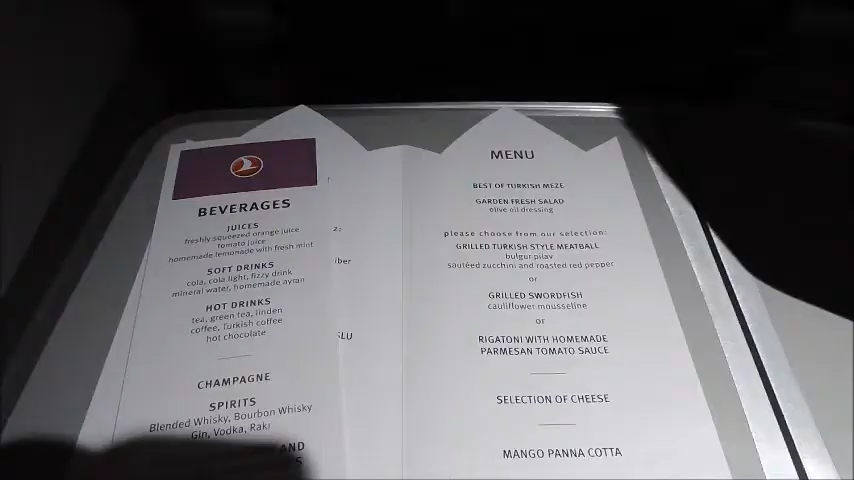 BEVERAGES
JUICES
freshly squeezed orange juice
tomato juice
homemade lemonade with fresh mint
SOFT DRINKS
cola, cola light, fizzy drink
mineral water, homemade ayran
HOT DRINKS
tea, green tea, linden
coffee, Turkish coffee
hot chocolate
CHAMPAGNE
SPIRITS
Blended Whisky, Bourbon Whisky
Gin, Vodka, Rakı
AND
MENU
BEST OF TURKISH MEZE
GARDEN FRESH SALAD
olive oil dressing
please choose from our selection:
GRILLED TURKISH STYLE MEATBALL
bulgur pilav
sautéed zucchini and roasted red pepper
or
GRILLED SWORDFISH
cauliflower mousseline
or
RIGATONI WITH HOMEMADE
PARMESAN TOMATO SAUCE
SELECTION OF CHEESE
MANGO PANNA COTTA